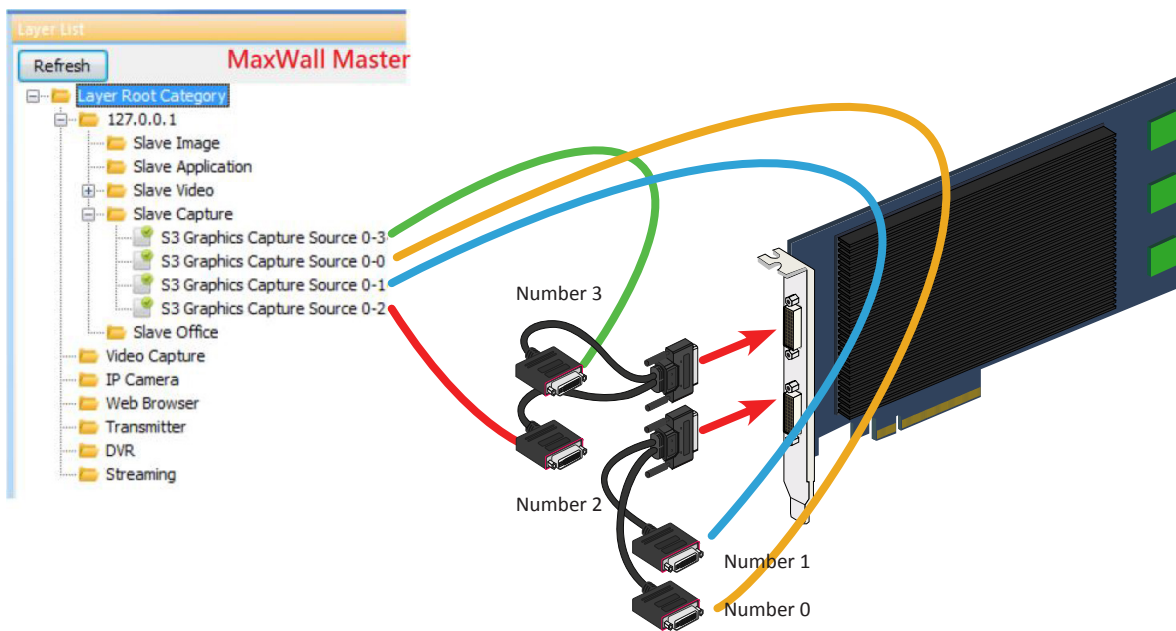 Layer List
Refresh
MaxWall Master
Layer Root Category
127.0.0.1
Slave Image
Slave Application
Slave Video
Slave Capture
S3 Graphics Capture Source 0-3
S3 Graphics Capture Source 0-0
S3 Graphics Capture Source 0-1
S3 Graphics Capture Source 0-2
Slave Office
Video Capture
IP Camera
Web Browser
Transmitter
DVR
Streaming
Number 3
Number 2
Number 1
Number 0